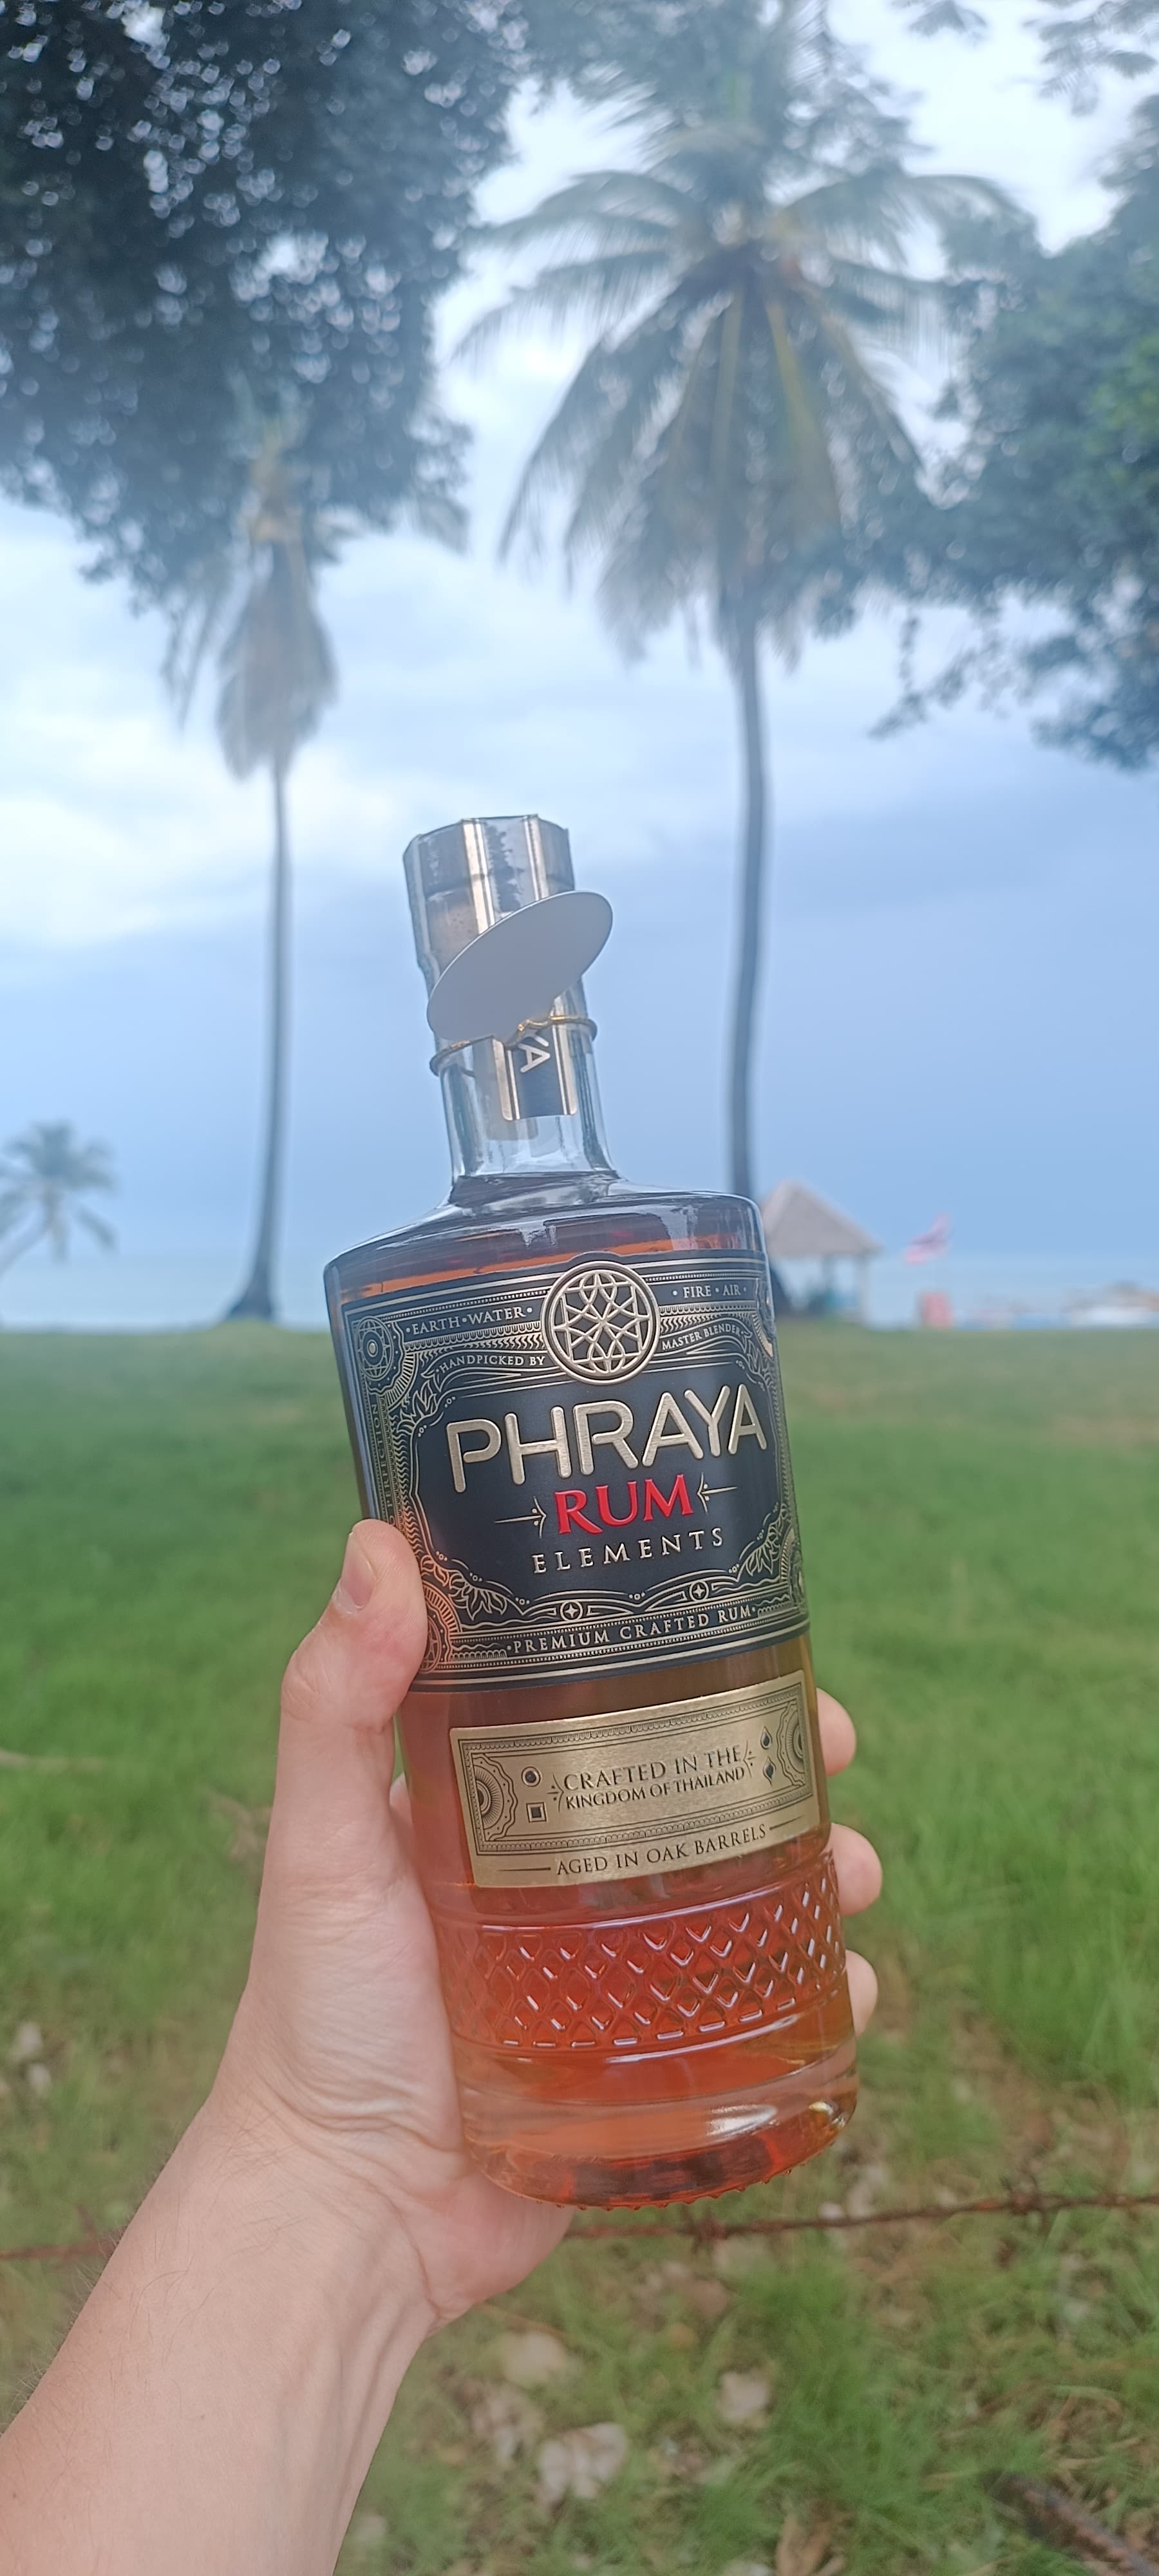 YA
•EARTH•WATER•
•FIRE•AIR•
•HANDPICKED BY
MASTER BLENDER•
PHRAYA
RUM
ELEMENTS
•PREMIUM CRAFTED RUM•
CRAFTED IN THE
KINGDOM OF THAILAND
AGED IN OAK BARRELS